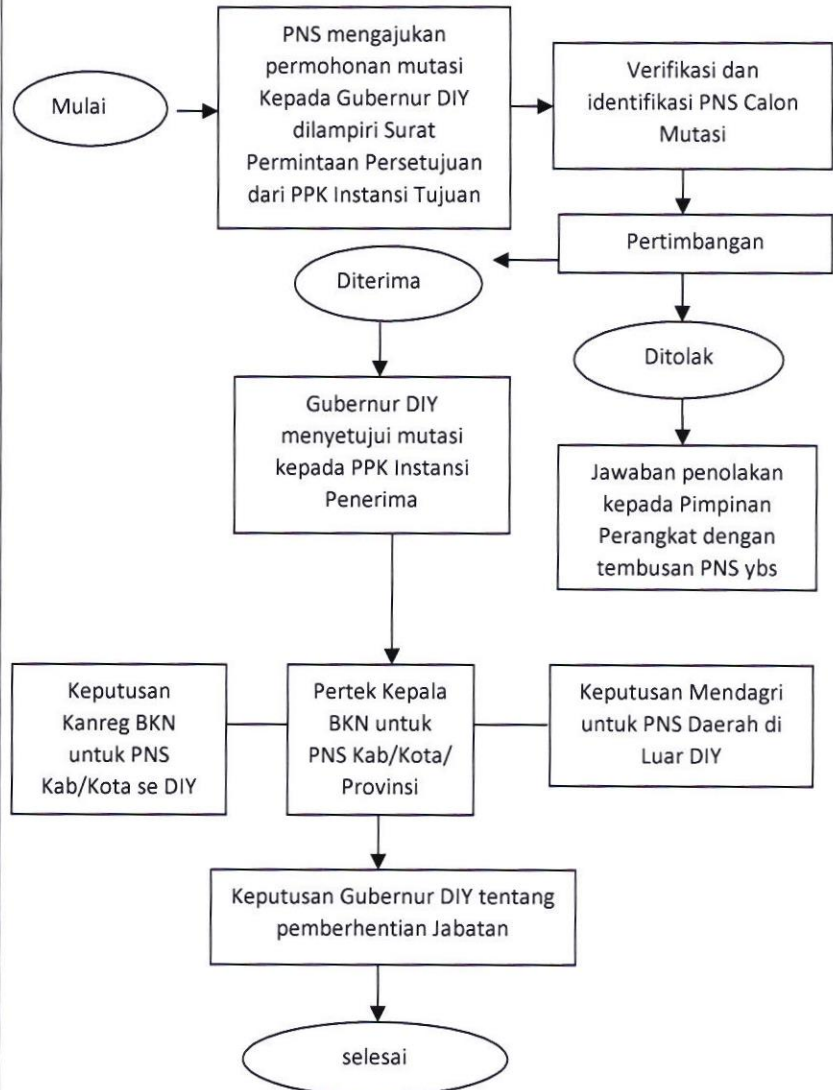 Mulai
PNS mengajukan
permohonan mutasi
Kepada Gubernur DIY
dilampiri Surat
Permintaan Persetujuan
dari PPK Instansi Tujuan
Verifikasi dan
identifikasi PNS Calon
Mutasi
Pertimbangan
Diterima
Ditolak
Gubernur DIY
menyetujui mutasi
kepada PPK Instansi
Penerima
Jawaban penolakan
kepada Pimpinan
Perangkat dengan
tembusan PNS ybs
Keputusan
Kanreg BKN
untuk PNS
Kab/Kota se DIY
Pertek Kepala
BKN untuk
PNS Kab/Kota/
Provinsi
Keputusan Mendagri
untuk PNS Daerah di
Luar DIY
Keputusan Gubernur DIY tentang
pemberhentian Jabatan
selesai